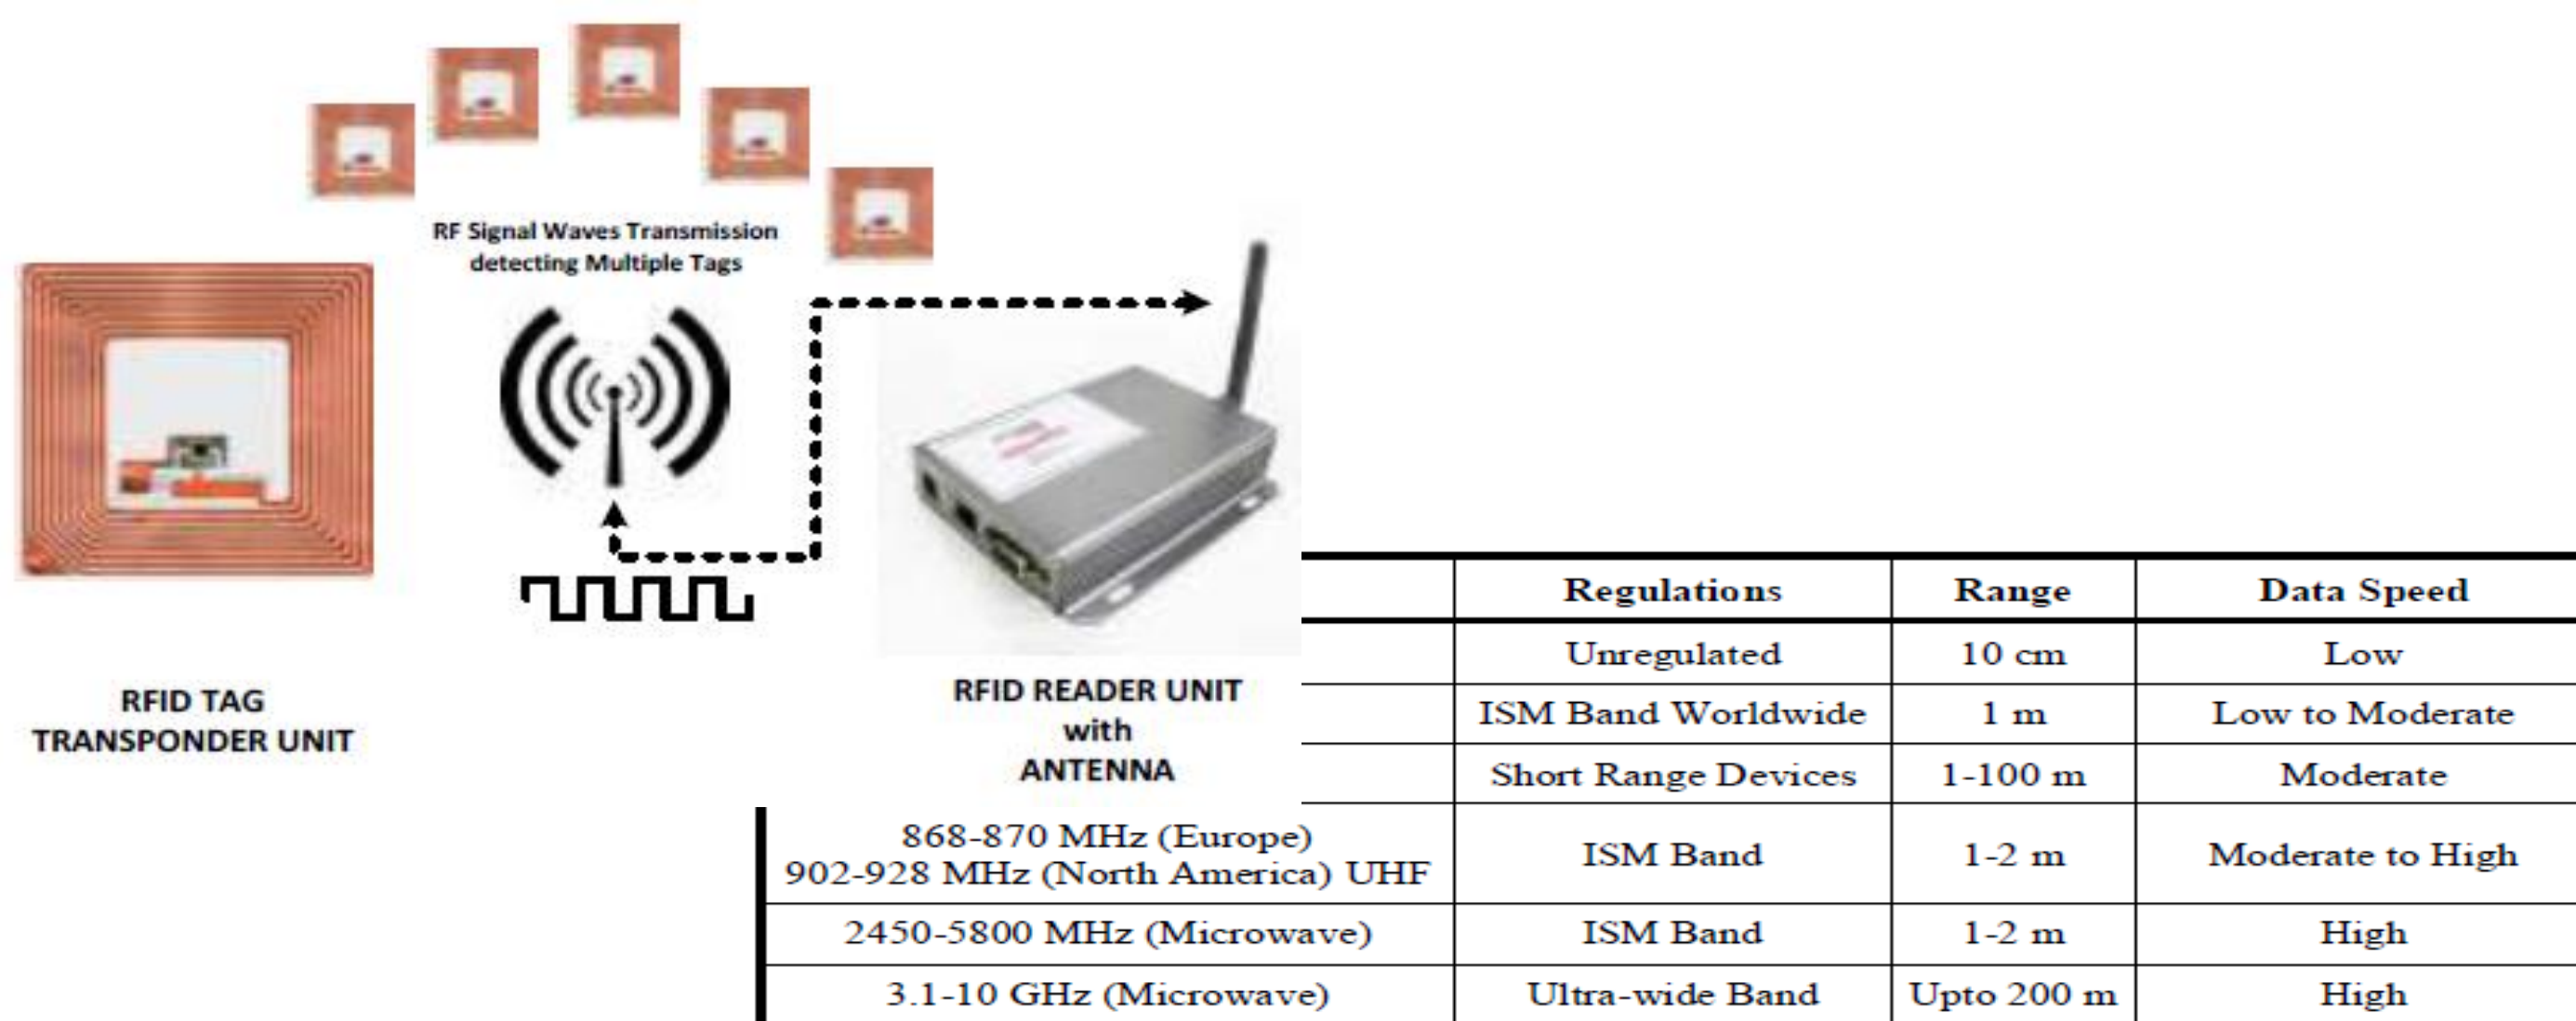 RF Signal Waves Transmission
detecting Multiple Tags
RFID TAG
TRANSPONDER UNIT
RFID READER UNIT
with
ANTENNA
Regulations Range Data Speed
Unregulated 10 cm Low
ISM Band Worldwide 1 m Low to Moderate
Short Range Devices 1-100 m Moderate
868-870 MHz (Europe)
902-928 MHz (North America) UHF ISM Band 1-2 m Moderate to High
2450-5800 MHz (Microwave) ISM Band 1-2 m High
3.1-10 GHz (Microwave) Ultra-wide Band Upto 200 m High